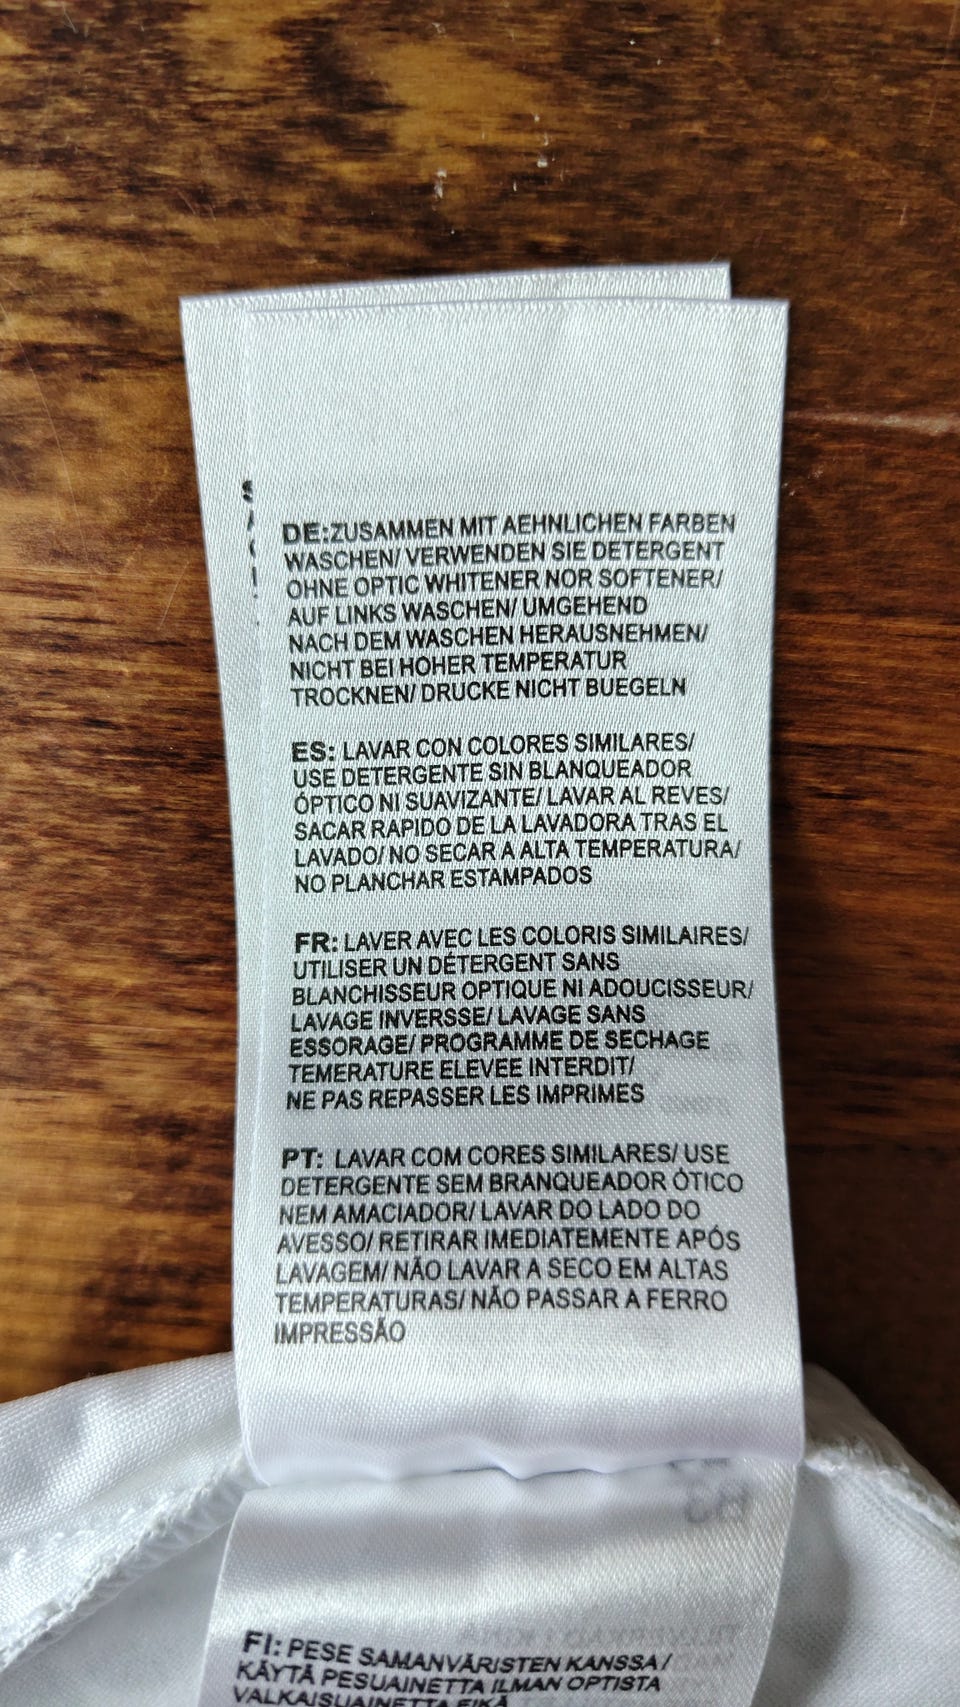 DE:ZUSAMMEN MIT AEHNLICHEN FARBEN
WASCHEN/ VERWENDEN SIE DETERGENT
OHNE OPTIC WHITENER NOR SOFTENER/
AUF LINKS WASCHEN/ UMGEHEND
NACH DEM WASCHEN HERAUSNEHMEN/
NICHT BEI HOHER TEMPERATUR
TROCKNEN/ DRUCKE NICHT BUEGELN
ES: LAVAR CON COLORES SIMILARES/
USE DETERGENTE SIN BLANQUEADOR
ÓPTICO NI SUAVIZANTE/ LAVAR AL REVES/
SACAR RAPIDO DE LA LAVADORA TRAS EL
LAVADO/ NO SECAR A ALTA TEMPERATURA/
NO PLANCHAR ESTAMPADOS
FR: LAVER AVEC LES COLORIS SIMILAIRES/
UTILISER UN DÉTERGENT SANS
BLANCHISSEUR OPTIQUE NI ADOUCISSEUR/
LAVAGE INVERSSE/ LAVAGE SANS
ESSORAGE/ PROGRAMME DE SECHAGE
TEMERATURE ELEVEE INTERDIT/
NE PAS REPASSER LES IMPRIMES
PT: LAVAR COM CORES SIMILARES/ USE
DETERGENTE SEM BRANQUEADOR ÓTICO
NEM AMACIADOR/ LAVAR DO LADO DO
AVESSO/ RETIRAR IMEDIATEMENTE APÓS
LAVAGEM/ NÃO LAVAR A SECO EM ALTAS
TEMPERATURAS/ NÃO PASSAR A FERRO
IMPRESSÃO
FI: PESE SAMANVÄRISTEN KANSSA/
KÄYTÄ PESUAINETTA ILMAN OPTISTA
VALKAISUAINETTA EIKÄ